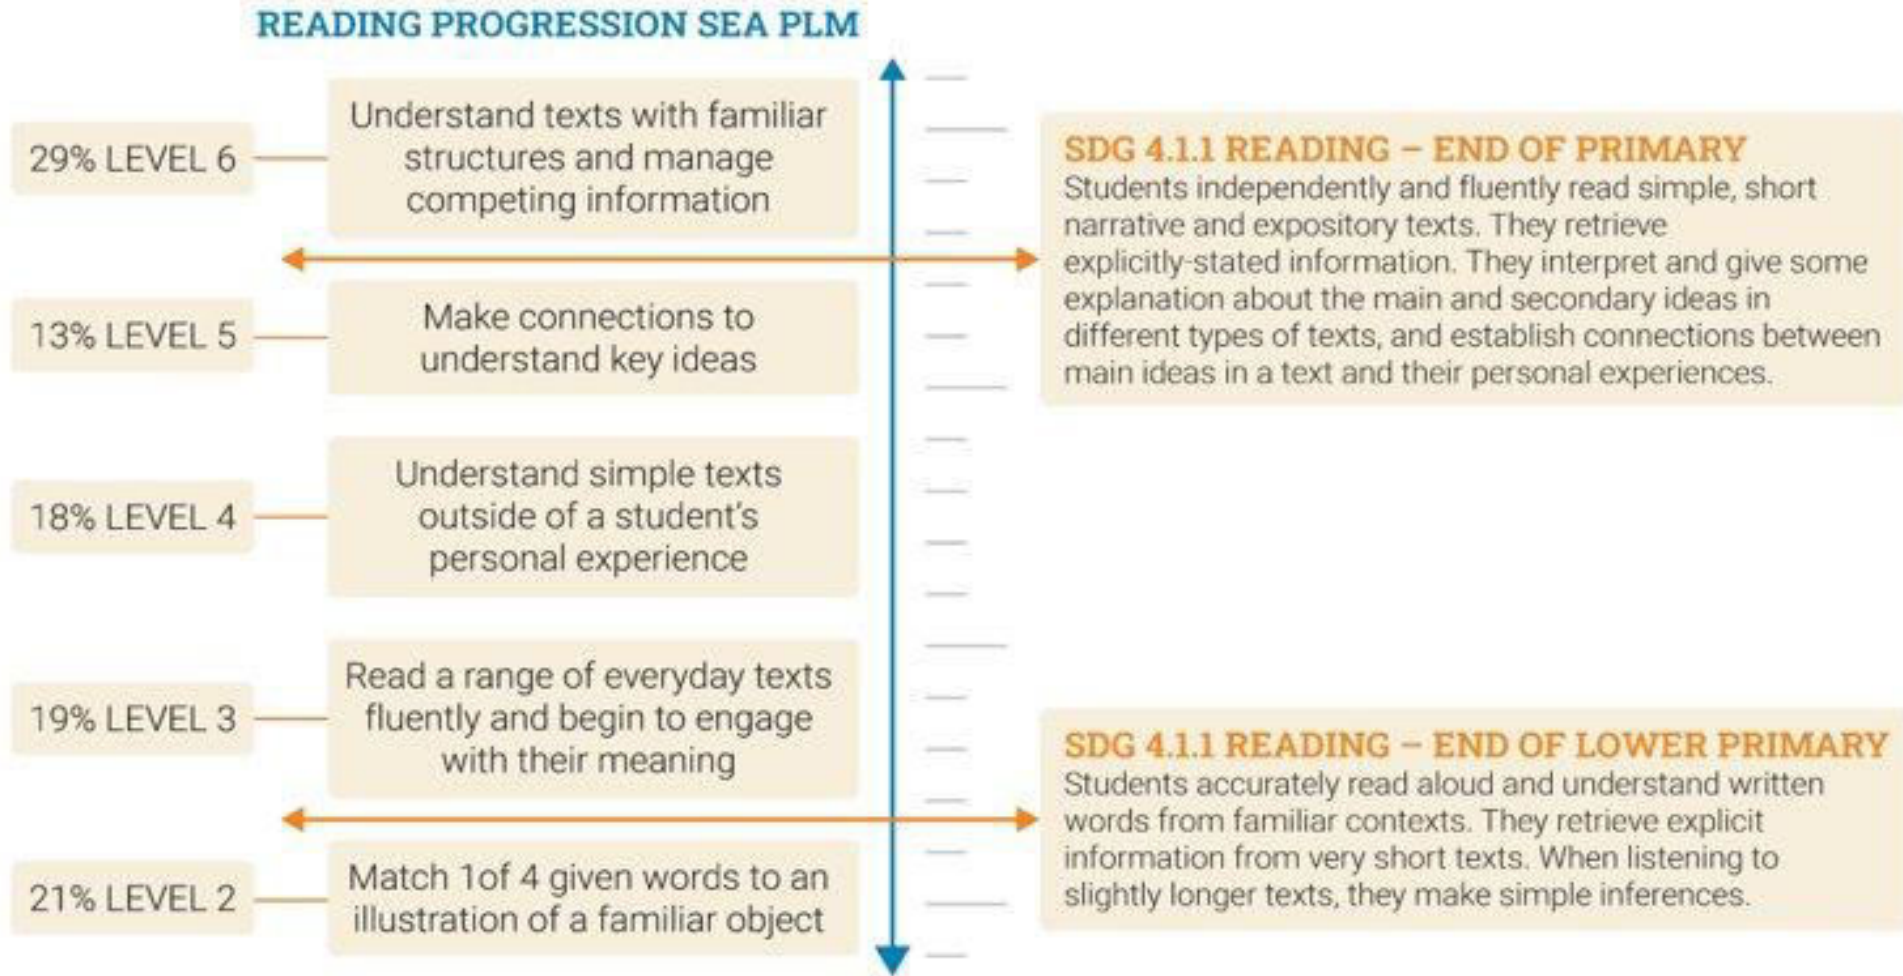 READING PROGRESSION SEA PLM
29% LEVEL 6
Understand texts with familiar
structures and manage
competing information
13% LEVEL 5
Make connections to
understand key ideas
18% LEVEL 4
Understand simple texts
outside of a student's
personal experience
19% LEVEL 3
Read a range of everyday texts
fluently and begin to engage
with their meaning
21% LEVEL 2
Match 1of 4 given words to an
illustration of a familiar object
SDG 4.1.1 READING – END OF PRIMARY
Students independently and fluently read simple, short
narrative and expository texts. They retrieve
explicitly-stated information. They interpret and give some
explanation about the main and secondary ideas in
different types of texts, and establish connections between
main ideas in a text and their personal experiences.
SDG 4.1.1 READING – END OF LOWER PRIMARY
Students accurately read aloud and understand written
words from familiar contexts. They retrieve explicit
information from very short texts. When listening to
slightly longer texts, they make simple inferences.